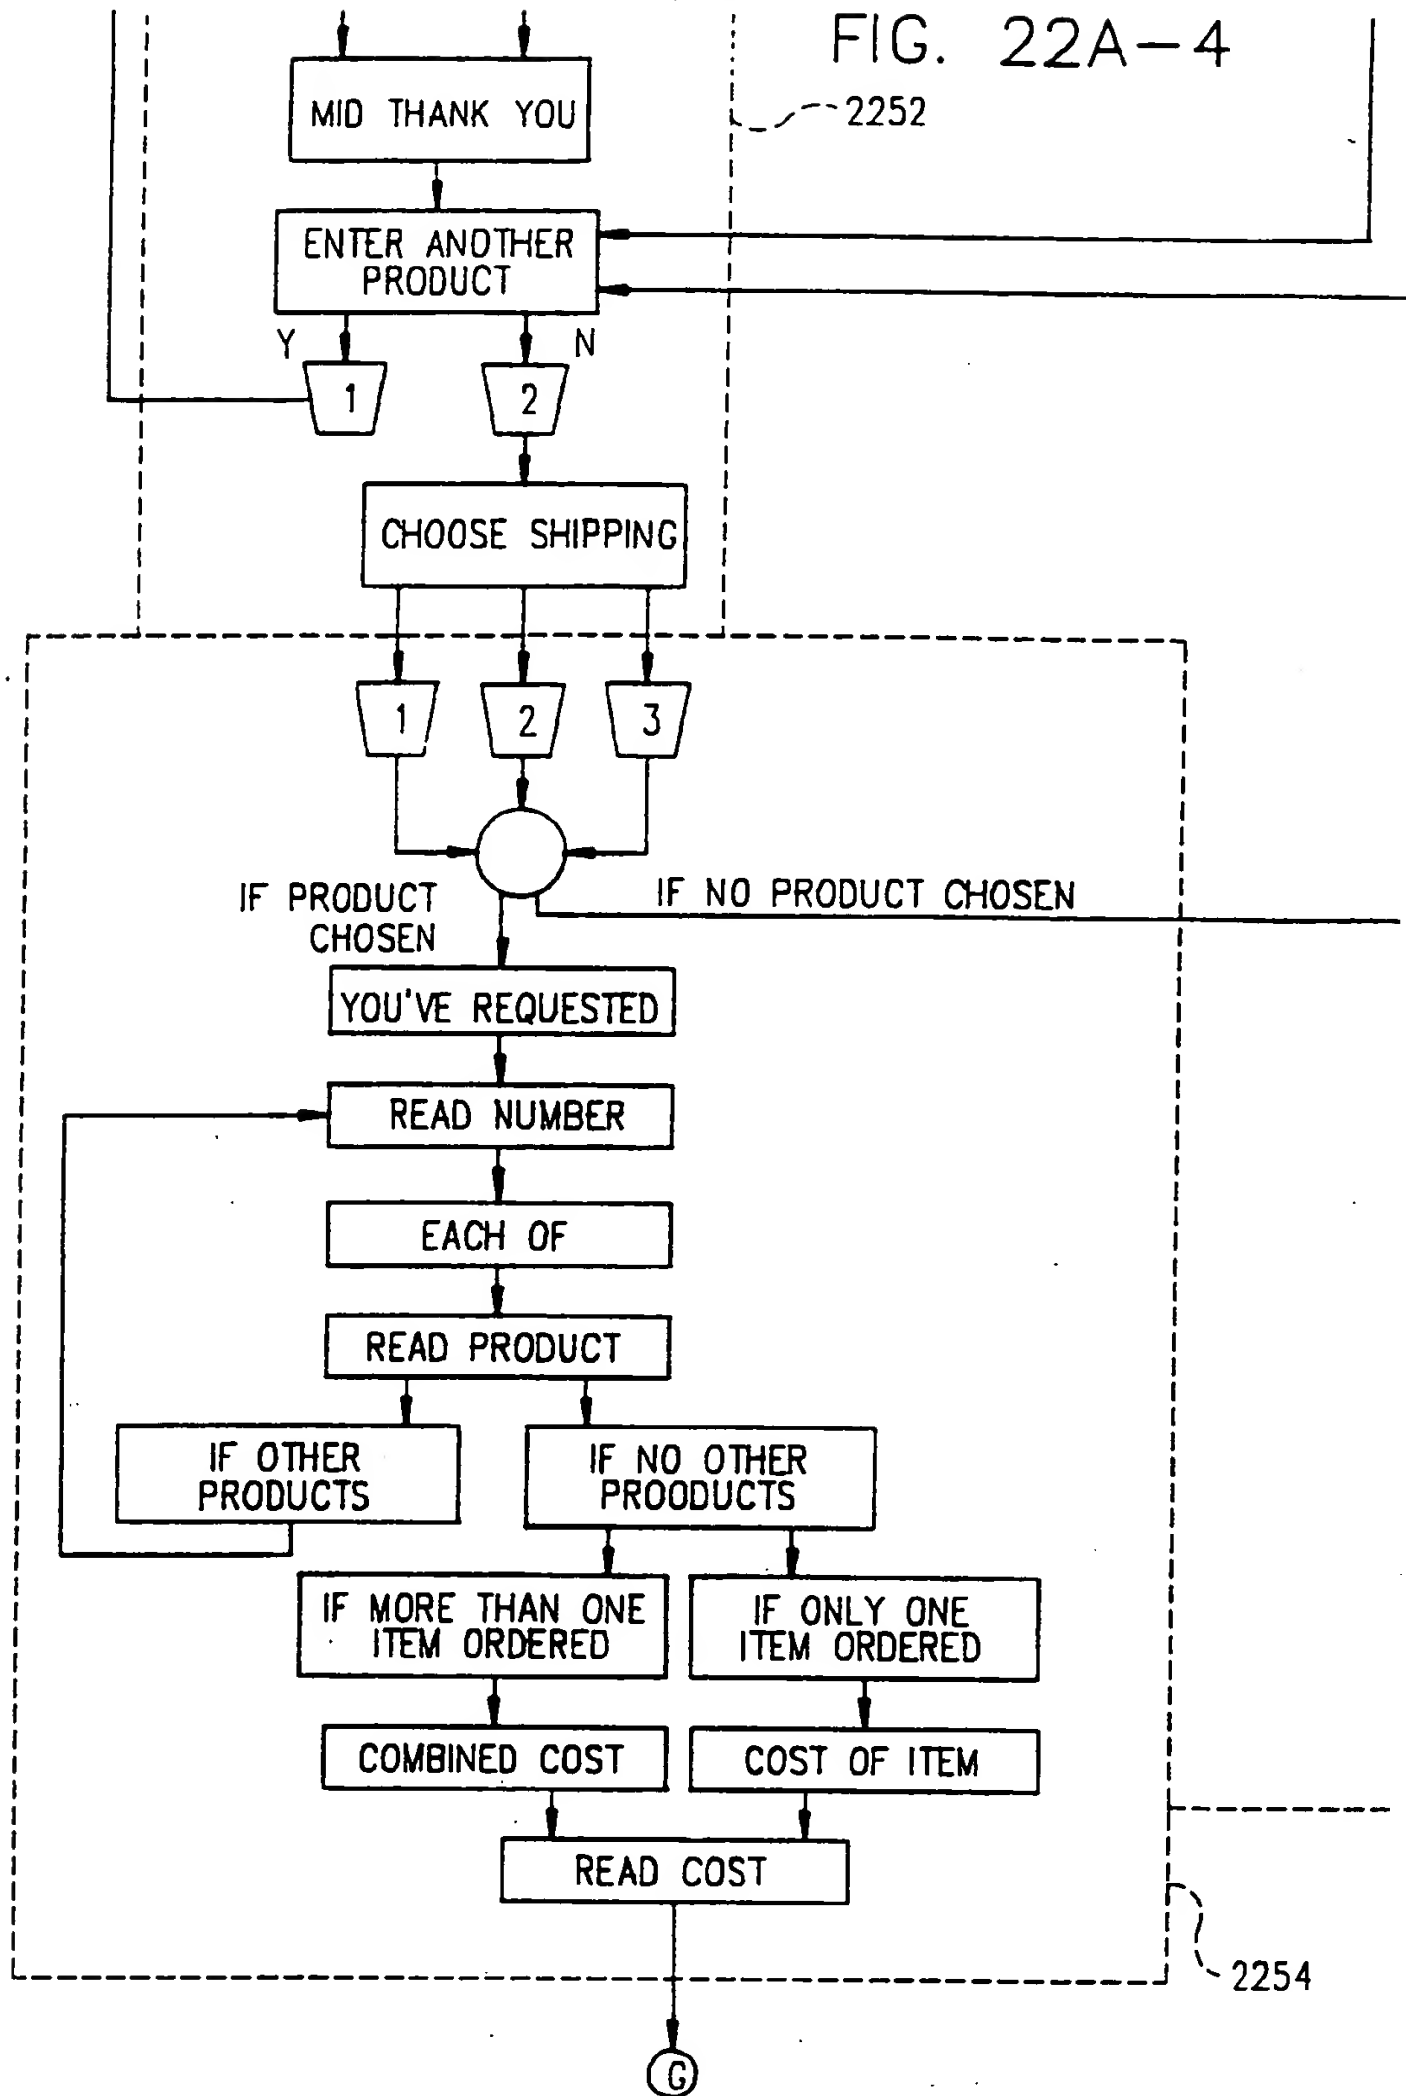 FIG. 22A-4
MID THANK YOU
2252
ENTER ANOTHER
PRODUCT
Y
N
1
2
CHOOSE SHIPPING
1
2
3
IF PRODUCT
CHOSEN
IF NO PRODUCT CHOSEN
YOU'VE REQUESTED
READ NUMBER
EACH OF
READ PRODUCT
IF OTHER
PRODUCTS
IF NO OTHER
PROODUCTS
IF MORE THAN ONE
ITEM ORDERED
IF ONLY ONE
ITEM ORDERED
COMBINED COST
COST OF ITEM
READ COST
2254
G